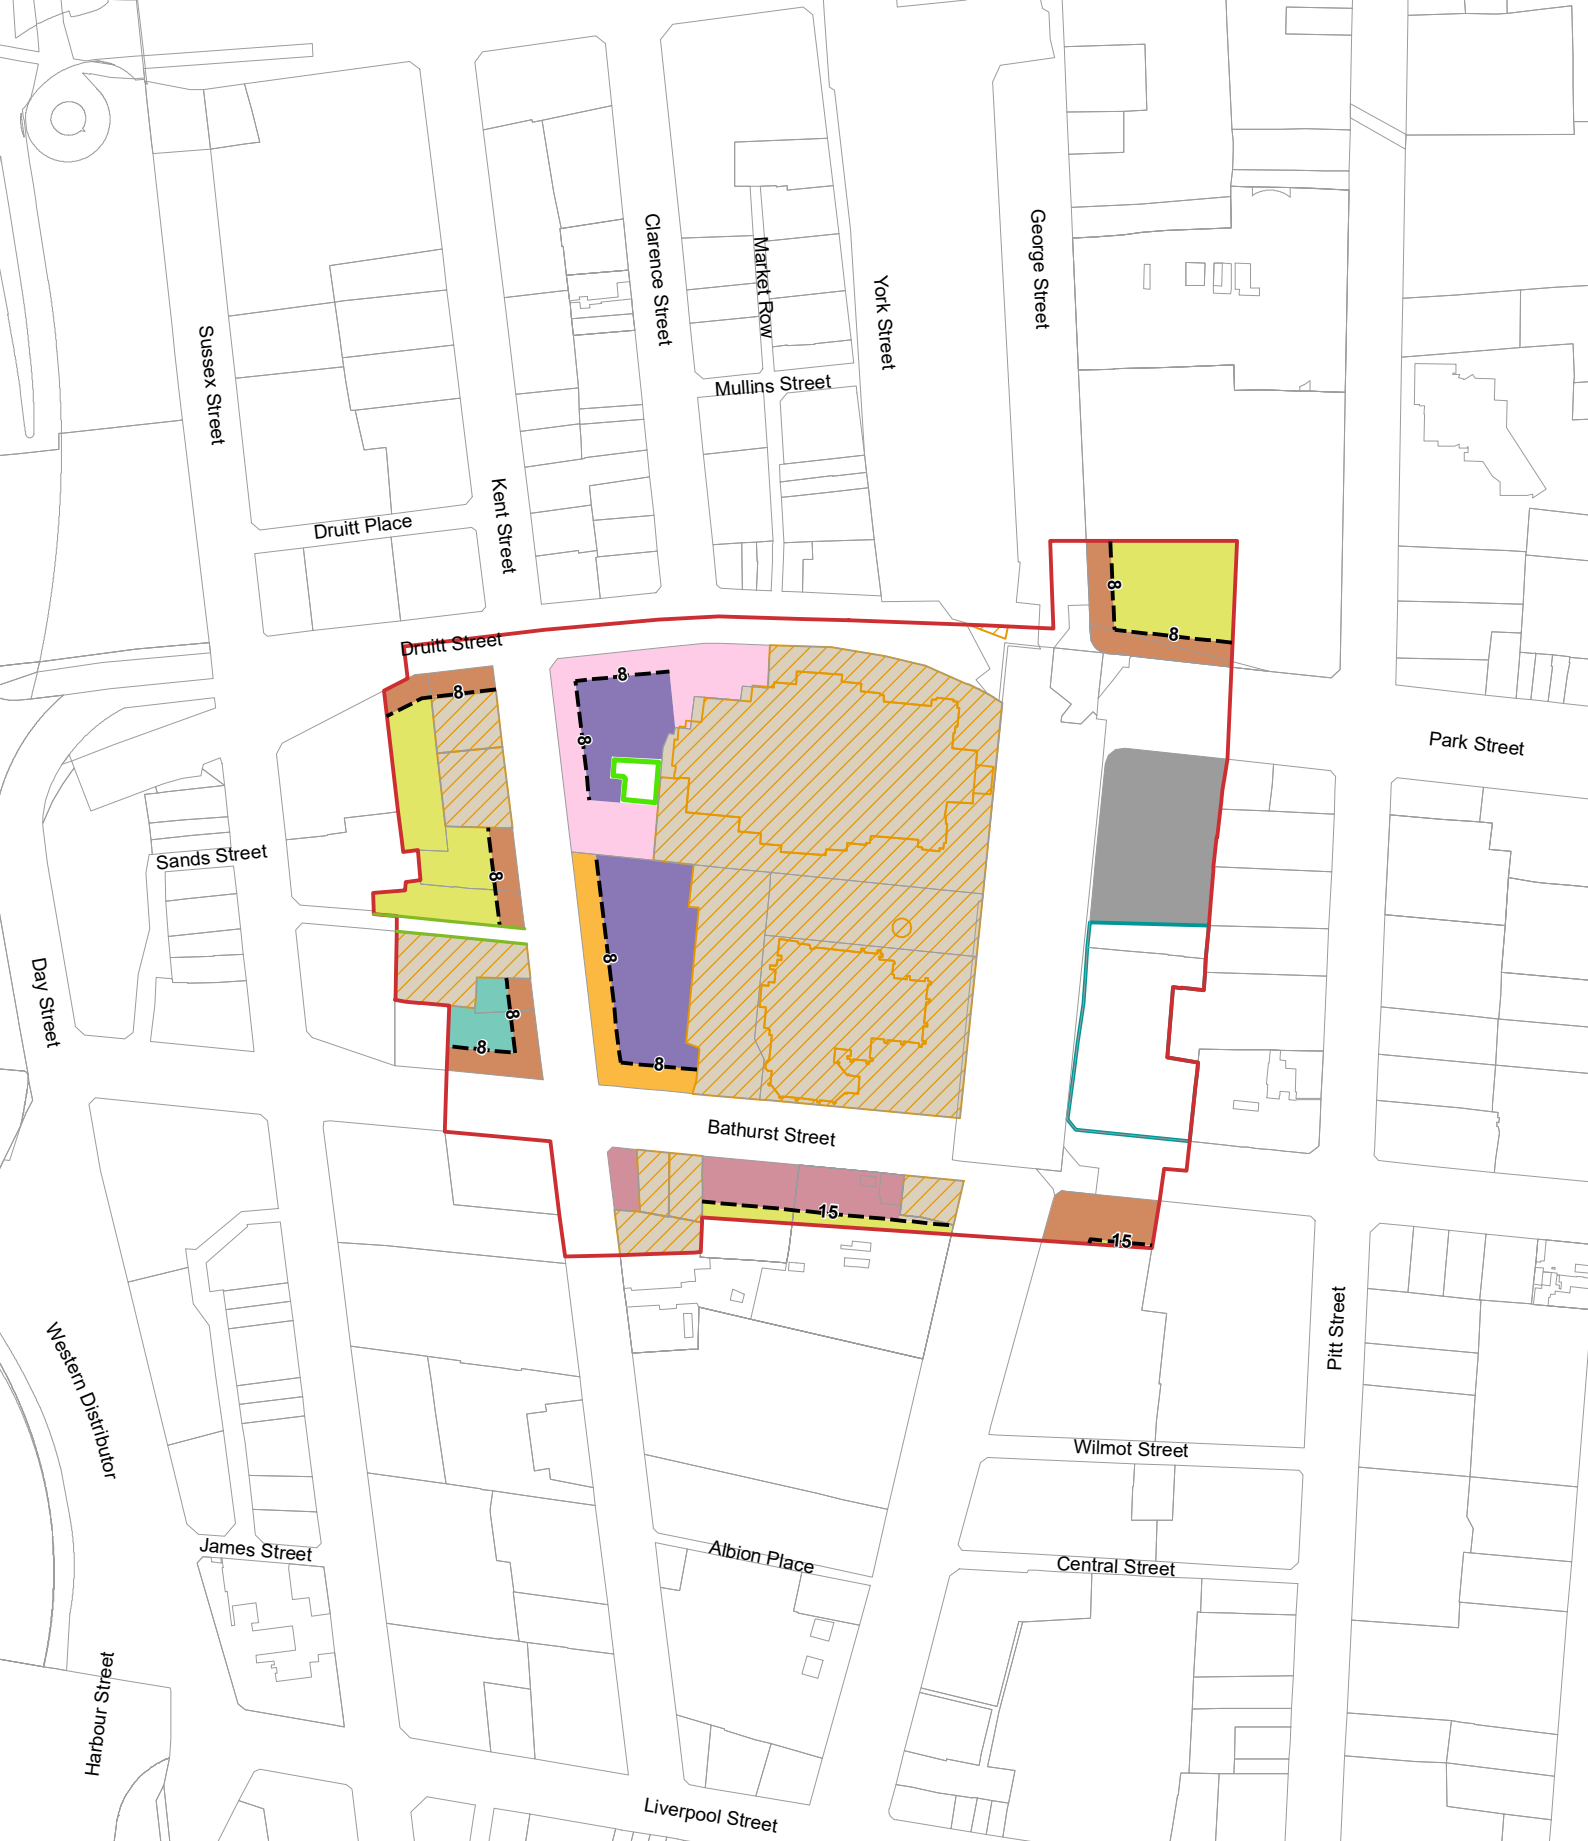 Clarence Street
Market Row
York Street
George Street
Sussex Street
Mullins Street
Kent Street
Druitt Place
8
8
Druitt Street
8
8
8
8
Park Street
Sands Street
8
8
Day Street
8
8
8
Bathurst Street
15
15
Pitt Street
Western Distributor
Wilmot Street
James Street
Albion Place
Central Street
Harbour Street
Liverpool Street